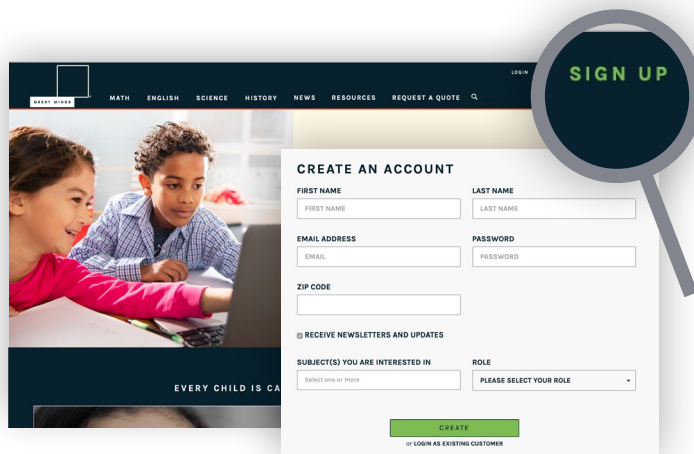 LOGIN
SIGN UP
GREAT MINDS
MATH ENGLISH SCIENCE HISTORY NEWS RESOURCES REQUEST A QUOTE
CREATE AN ACCOUNT
FIRST NAME LAST NAME
FIRST NAME LAST NAME
EMAIL ADDRESS PASSWORD
EMAIL PASSWORD
ZIP CODE
RECEIVE NEWSLETTERS AND UPDATES
SUBJECT(S) YOU ARE INTERESTED IN ROLE
Select one or more PLEASE SELECT YOUR ROLE
CREATE
or LOGIN AS EXISTING CUSTOMER
EVERY CHILD IS CA